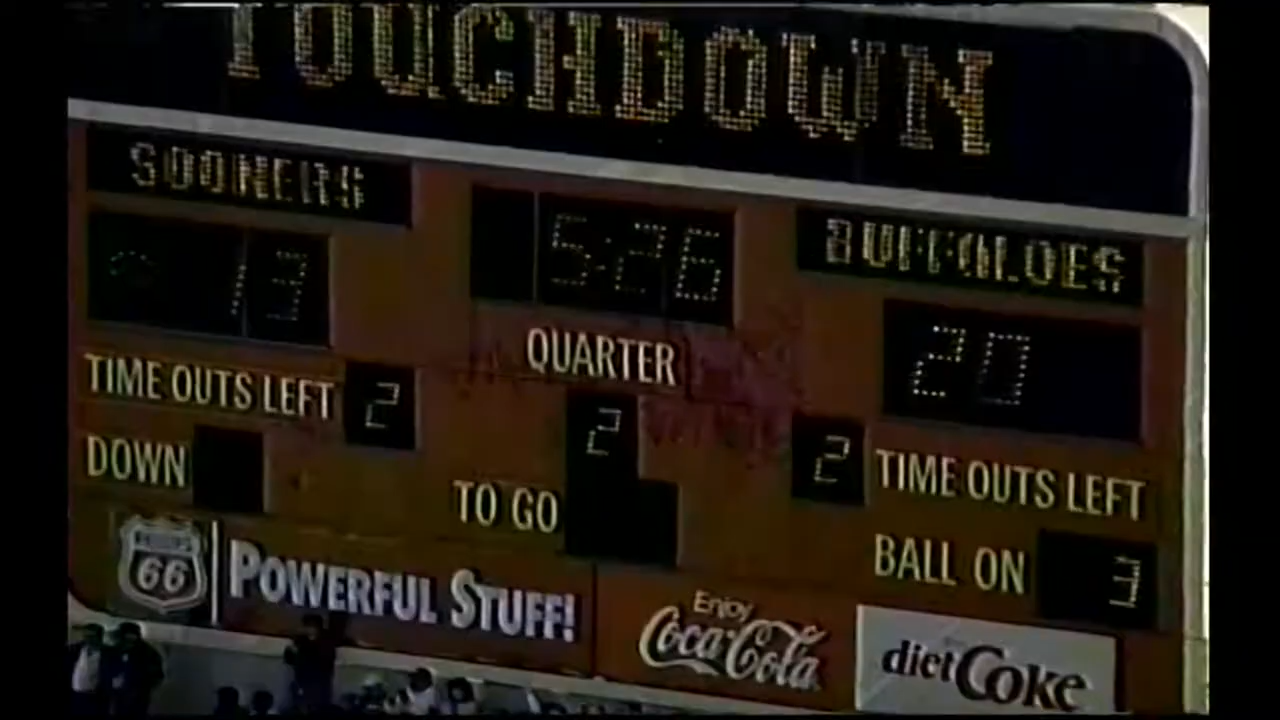 TOUCHDOWN
SOONERS
13
5:26
BUFFALOES
20
QUARTER
2
TIME OUTS LEFT 2
2 TIME OUTS LEFT
DOWN
TO GO
BALL ON 3
PHILLIPS
66
POWERFUL STUFF!
Enjoy
Coca-Cola
diet Coke